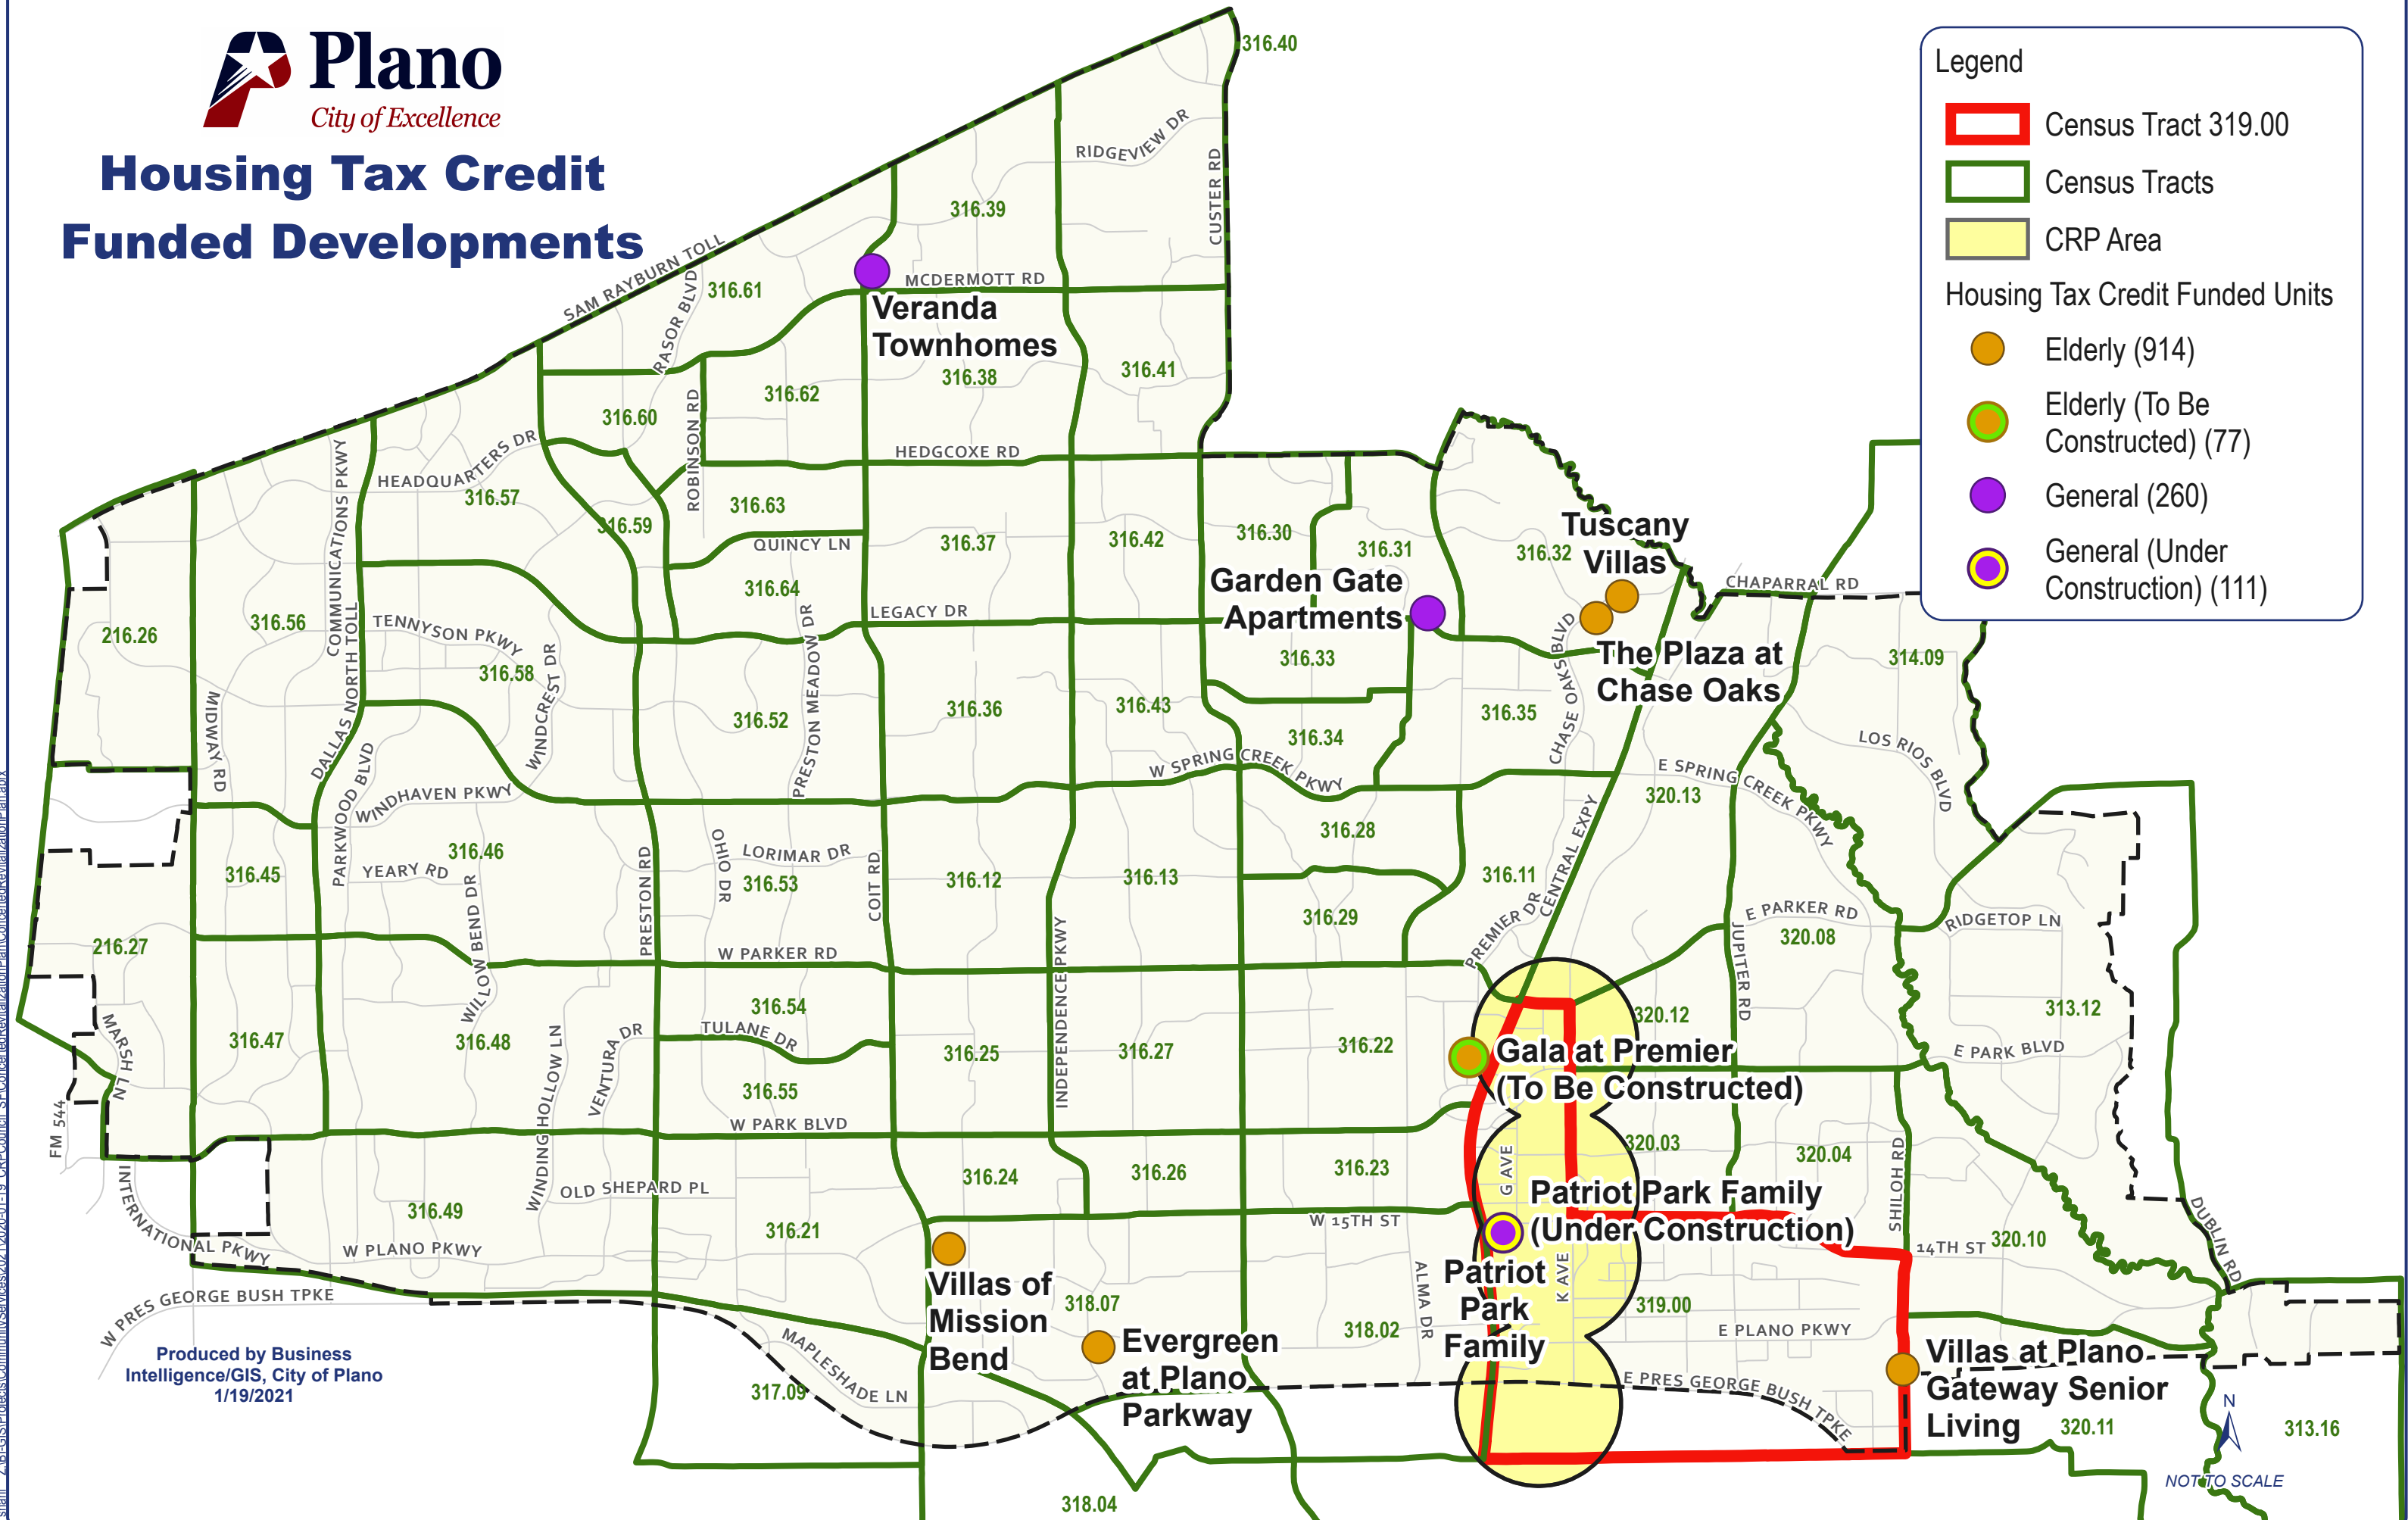 Plano
City of Excellence
Housing Tax Credit
Funded Developments
Legend
Census Tract 319.00
Census Tracts
CRP Area
Housing Tax Credit Funded Units
Elderly (914)
Elderly (To Be
Constructed) (77)
General (260)
General (Under
Construction) (111)
316.40
RIDGEVIEW DR
CUSTER RD
316.39
SAM RAYBURN TOLL
316.61
RASOR BLVD
MCDERMOTT RD
Veranda
Townhomes
316.38
316.41
316.62
316.60
ROBINSON RD
HEDGCOXE RD
COMMUNICATIONS PKWY
HEADQUARTERS DR
316.57
316.59
316.63
QUINCY LN
316.37
316.42
316.30
316.31
316.32
Tuscany
Villas
CHAPARRAL RD
316.64
Garden Gate
Apartments
LEGACY DR
216.26
316.56
DALLAS NORTH TOLL
TENNYSON PKWY
316.58
WINDCREST DR
PRESTON MEADOW DR
316.33
The Plaza at
Chase Oaks
CHASE OAKS BLVD
314.09
MIDWAY RD
316.52
316.36
316.43
316.34
316.35
LOS RIOS BLVD
W SPRING CREEK PKWY
E SPRING CREEK PKWY
PARKWOOD BLVD
WINDHAVEN PKWY
320.13
316.28
316.46
YEARY RD
316.45
OHIO DR
LORIMAR DR
316.53
COIT RD
PRESTON RD
316.12
316.13
316.11
CENTRAL EXPY
316.29
PREMIER DR
E PARKER RD
320.08
RIDGETOP LN
216.27
WILLOW BEND DR
W PARKER RD
INDEPENDENCE PKWY
JUPITER RD
316.54
320.12
313.12
MARSH LN
316.47
316.48
WINDING HOLLOW LN
VENTURA DR
TULANE DR
316.25
316.27
316.22
Gala at Premier
(To Be Constructed)
E PARK BLVD
316.55
FM 544
W PARK BLVD
320.03
320.04
SHILOH RD
316.24
316.26
316.23
G AVE
INTERNATIONAL PKWY
OLD SHEPARD PL
316.49
316.21
Patriot Park Family
(Under Construction)
W 15TH ST
DUBLIN RD
W PLANO PKWY
14TH ST
320.10
Villas of
Mission
Bend
Patriot
Park
Family
K AVE
ALMA DR
W PRES GEORGE BUSH TPKE
318.07
318.02
319.00
E PLANO PKWY
Evergreen
at Plano
Parkway
MAPLESHADE LN
317.09
E PRES GEORGE BUSH TPKE
Villas at Plano
Gateway Senior
Living
320.11
313.16
N
NOT TO SCALE
318.04
Produced by Business
Intelligence/GIS, City of Plano
1/19/2021